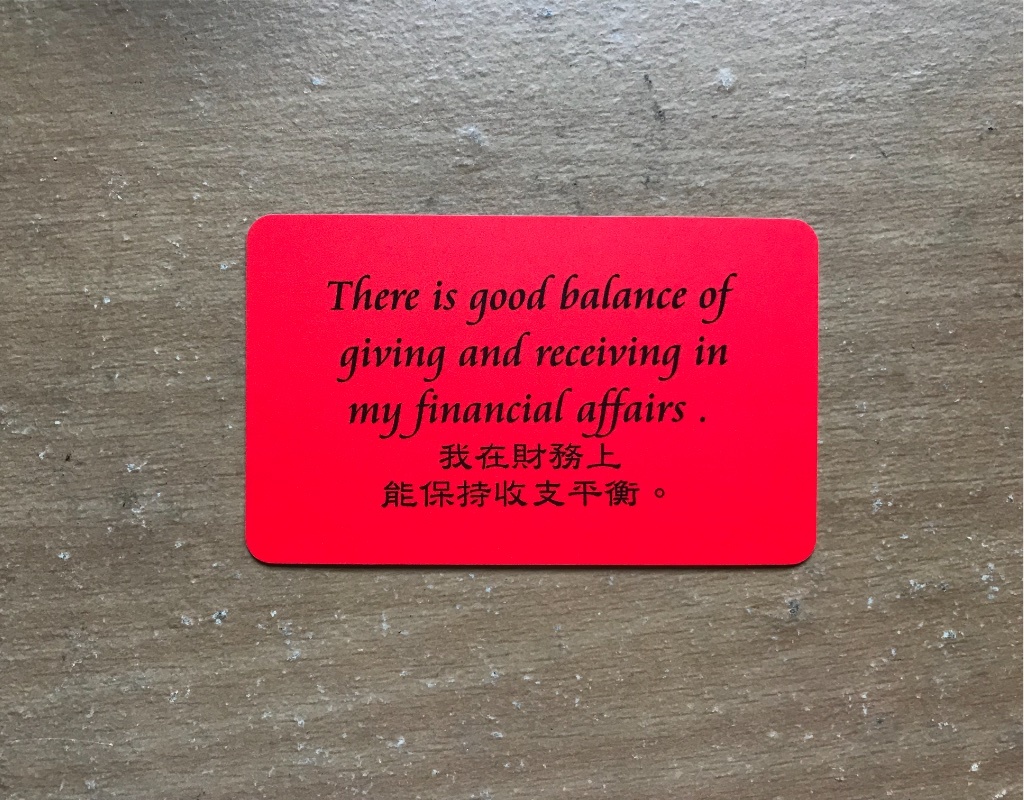 There is good balance of
giving and receiving in
my financial affairs .
我在財務上
能保持收支平衡。